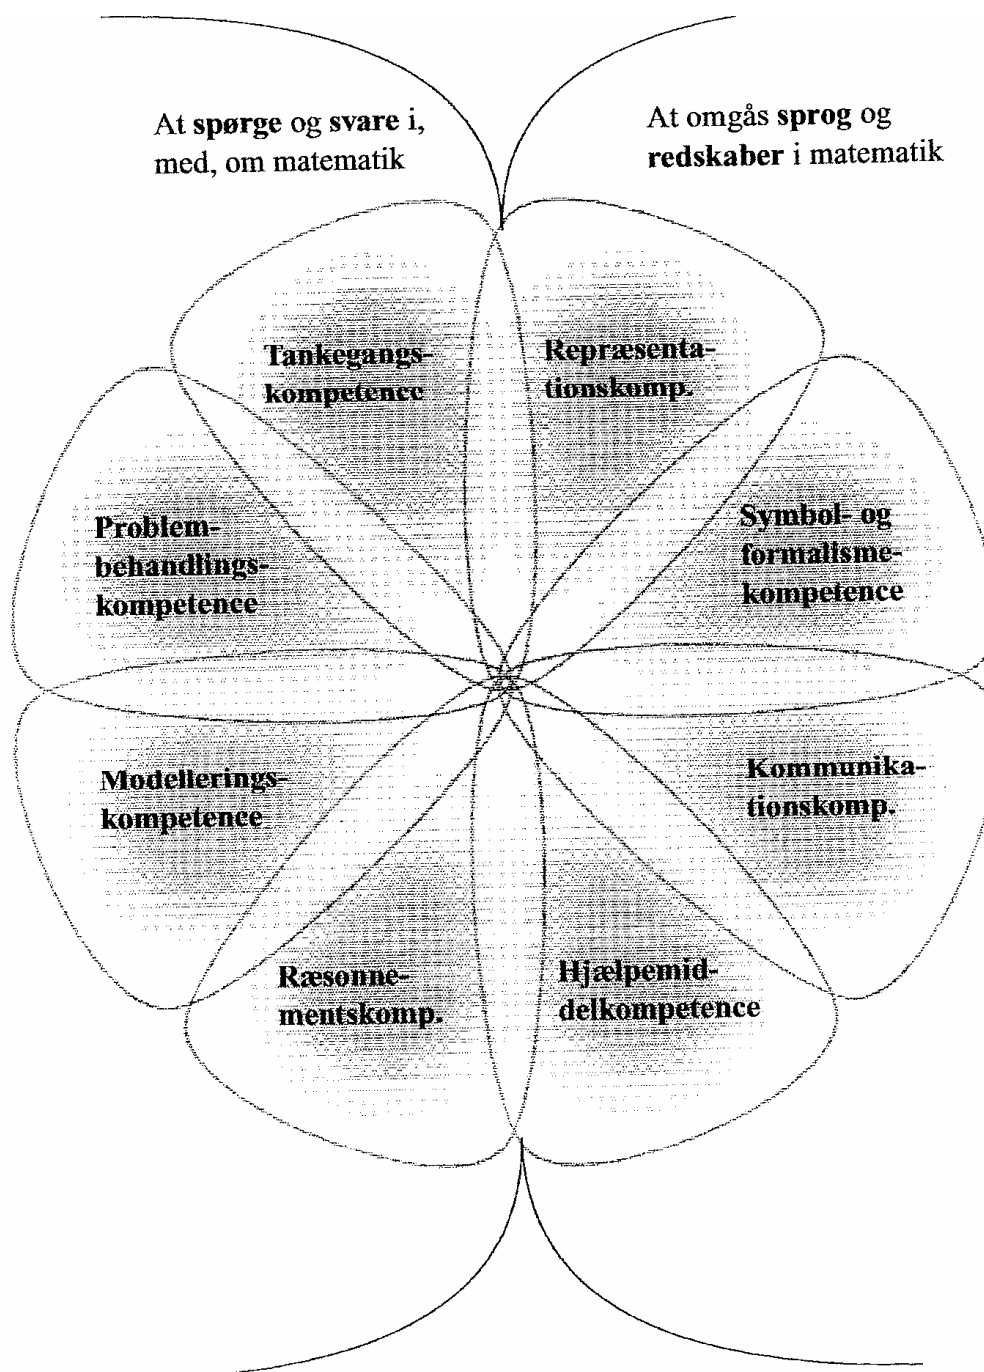 At spørge og svare i,
med, om matematik
At omgås sprog og
redskaber i matematik
Tankegangs-
kompetence
Repræsenta-
tionskomp.
Problem-
behandlings-
kompetence
Symbol- og
formalisme-
kompetence
Modellerings-
kompetence
Kommunika-
tionskomp.
Ræsonne-
mentskomp.
Hjælpemid-
delkompetence